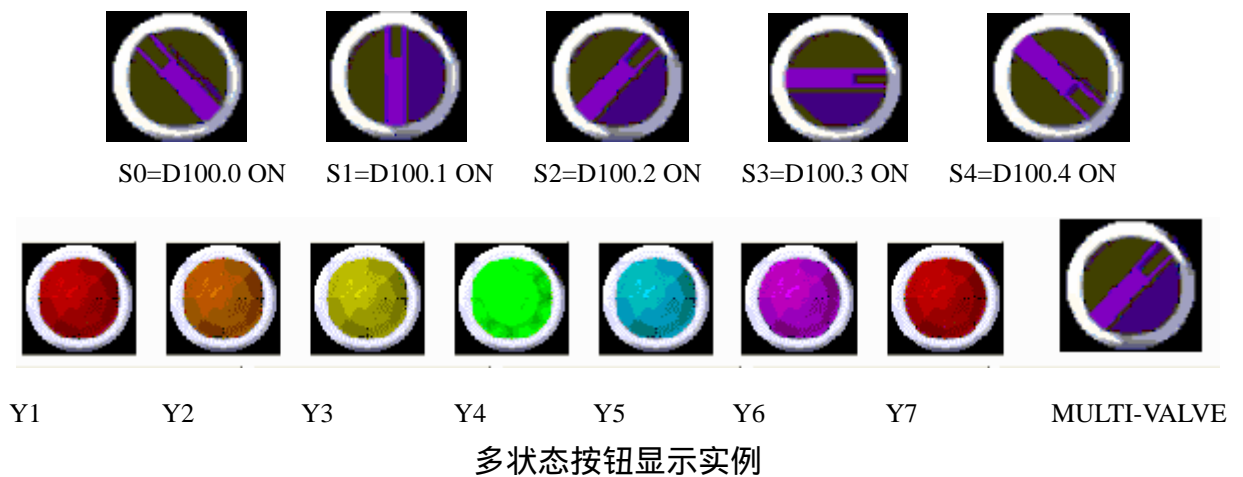 S0=D100.0 ON S1=D100.1 ON S2=D100.2 ON S3=D100.3 ON S4=D100.4 ON
Y1 Y2 Y3 Y4 Y5 Y6 Y7 MULTI-VALVE
多状态按钮显示实例